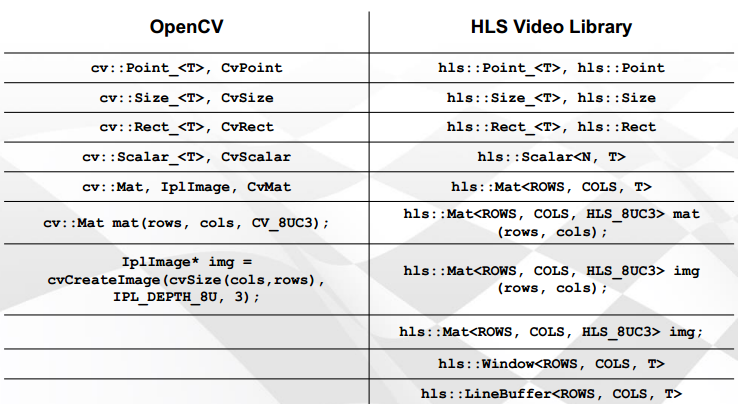 OpenCV HLS Video Library
cv::Point_<T>, CvPoint hls::Point_<T>, hls::Point
cv::Size_<T>, CvSize hls::Size_<T>, hls::Size
cv::Rect_<T>, CvRect hls::Rect_<T>, hls::Rect
cv::Scalar_<T>, CvScalar hls::Scalar<N, T>
cv::Mat, IplImage, CvMat hls::Mat<ROWS, COLS, T>
cv::Mat mat(rows, cols, CV_8UC3);
hls::Mat<ROWS, COLS, HLS_8UC3> mat
(rows, cols);
IplImage* img =
cvCreateImage(cvSize(cols,rows),
IPL_DEPTH_8U, 3);
hls::Mat<ROWS, COLS, HLS_8UC3> img
(rows, cols);
hls::Mat<ROWS, COLS, HLS_8UC3> img;
hls::Window<ROWS, COLS, T>
hls::LineBuffer<ROWS, COLS, T>